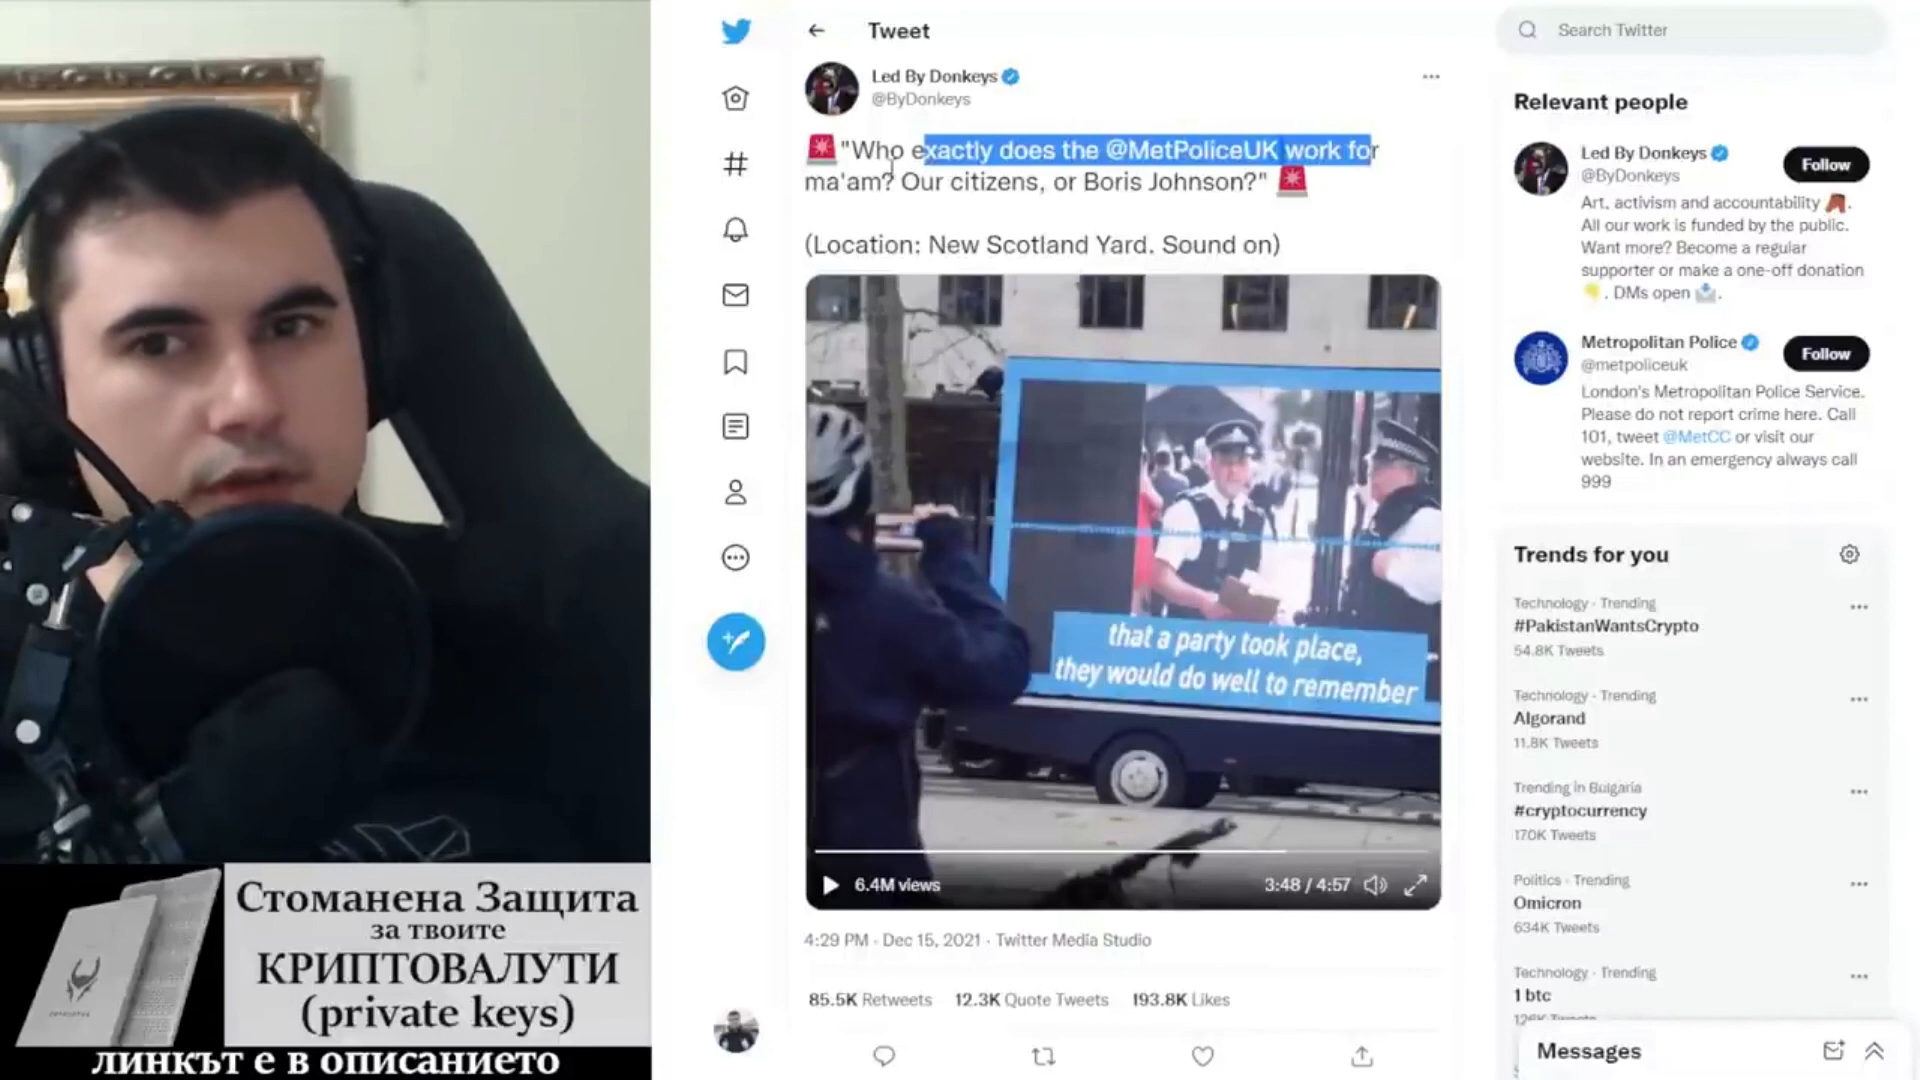 Tweet
Led By Donkeys
@ByDonkeys
"Who exactly does the @MetPoliceUK work for
ma'am? Our citizens, or Boris Johnson?"
(Location: New Scotland Yard. Sound on)
that a party took place,
they would do well to remember
6.4M views
3:48 / 4:57
4:29 PM · Dec 15, 2021 · Twitter Media Studio
85.5K Retweets 12.3K Quote Tweets 193.8K Likes
Search Twitter
Relevant people
Led By Donkeys
@ByDonkeys
Follow
Art, activism and accountability
All our work is funded by the public.
Want more? Become a regular
supporter or make a one-off donation
. DMs open .
Metropolitan Police
@metpoliceuk
Follow
London's Metropolitan Police Service.
Please do not report crime here. Call
101, tweet @MetCC or visit our
website. In an emergency always call
999
Trends for you
Technology · Trending
#PakistanWantsCrypto
54.8K Tweets
Technology · Trending
Algorand
11.8K Tweets
Trending in Bulgaria
#cryptocurrency
170K Tweets
Politics · Trending
Omicron
634K Tweets
Technology · Trending
1 btc
126K Tweets
Messages
Стоманена Защита
за твоите
КРИПТОВАЛУТИ
(private keys)
линкът е в описанието